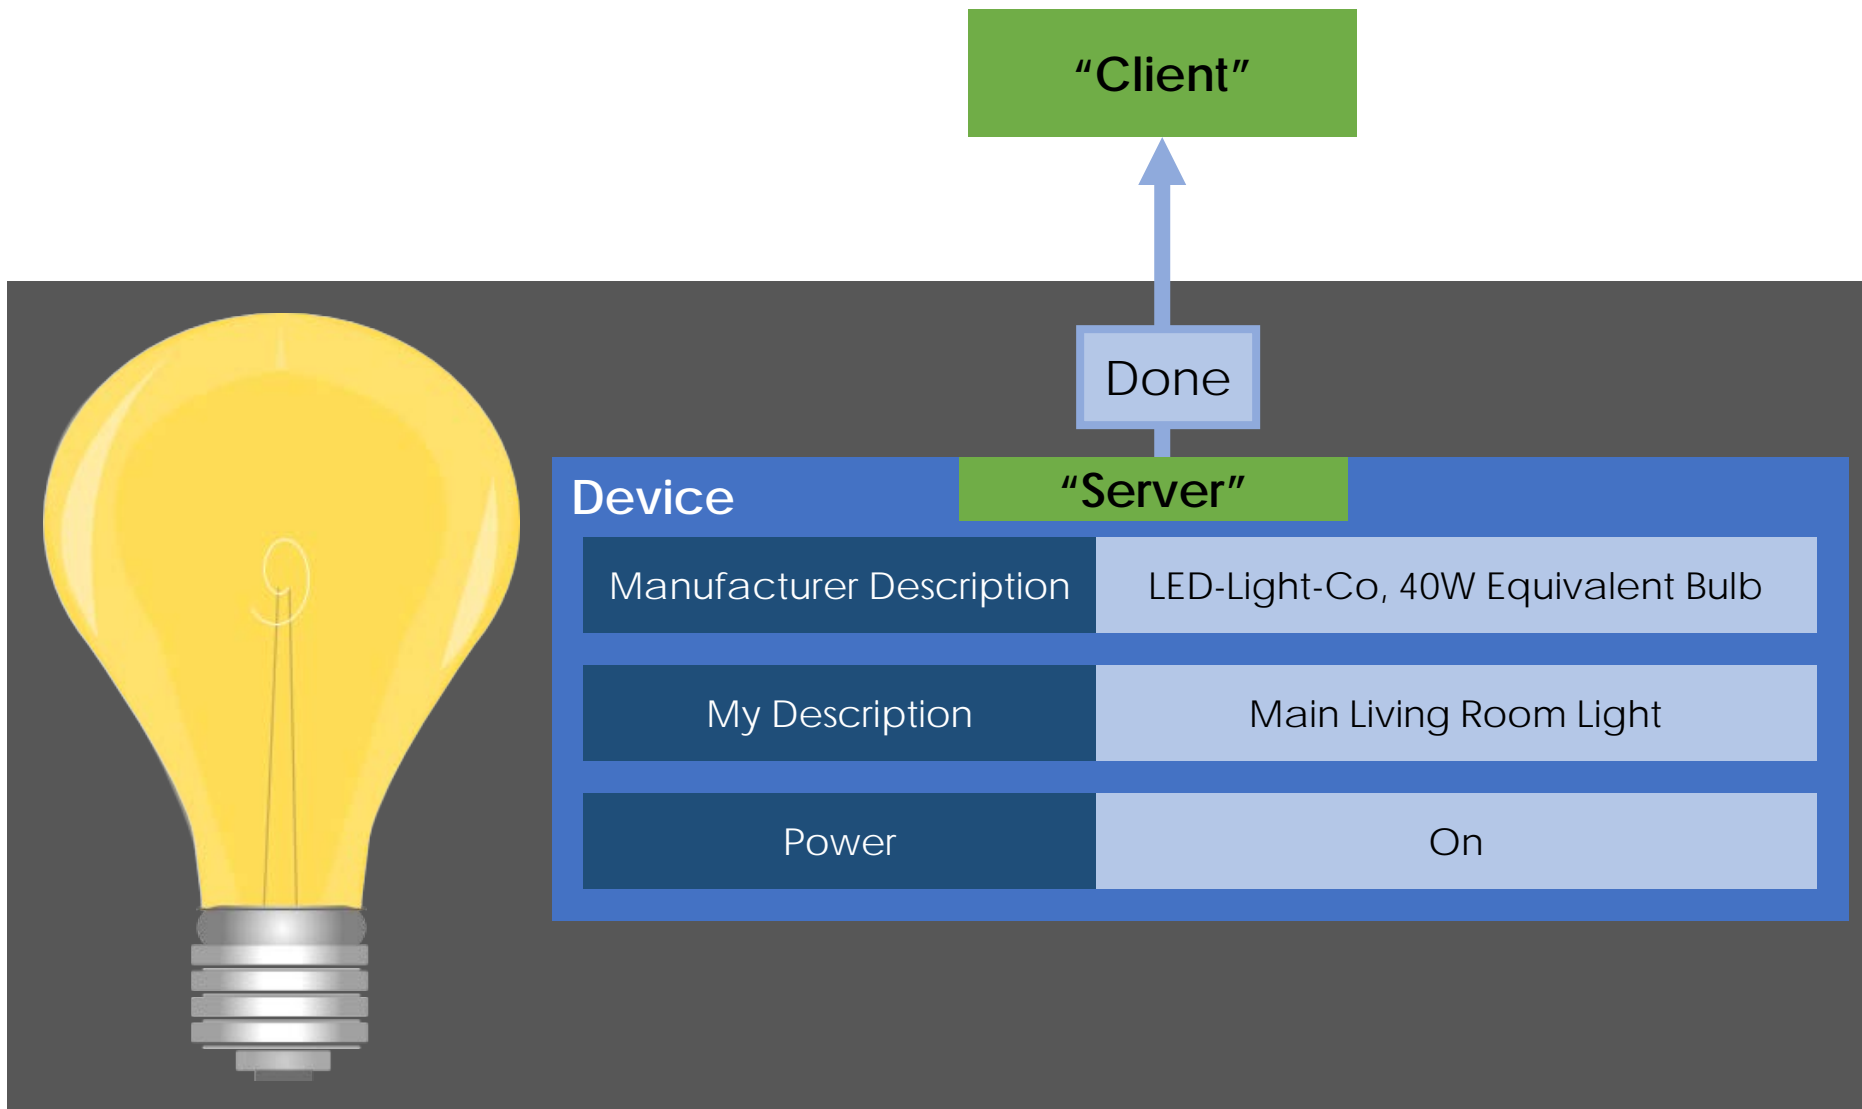 “Client”
Done
Device
“Server”
Manufacturer Description
LED-Light-Co, 40W Equivalent Bulb
My Description
Main Living Room Light
Power
On